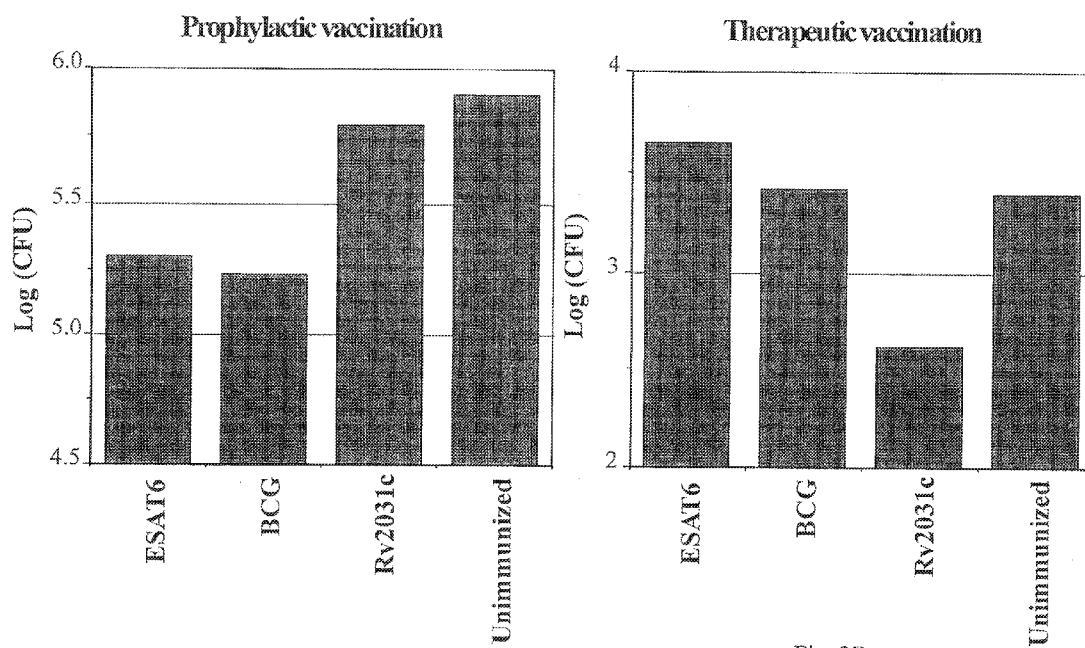 Prophylactic vaccination
6.0
5.5
5.0
4.5
Log (CFU)
ESAT6
BCG
Rv2031c
Unimmunized
Therapeutic vaccination
4
3
2
Log (CFU)
ESAT6
BCG
Rv2031c
Unimmunized